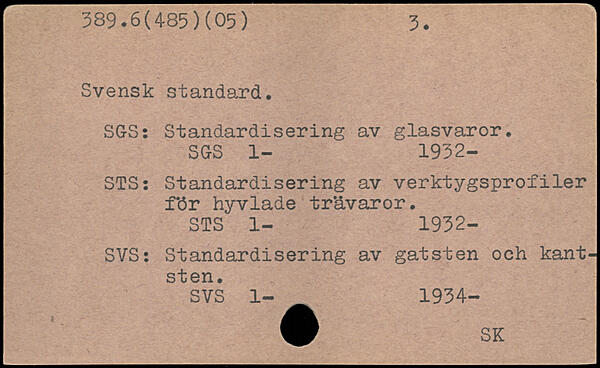 389.6(485)(05) 3.
Svensk standard.
SGS: Standardisering av glasvaror.
SGS 1- 1932-
STS: Standardisering av verktygsprofiler
för hyvlade trävaror.
STS 1- 1932-
SVS: Standardisering av gatsten och kant-
sten.
SVS 1- 1934-
SK